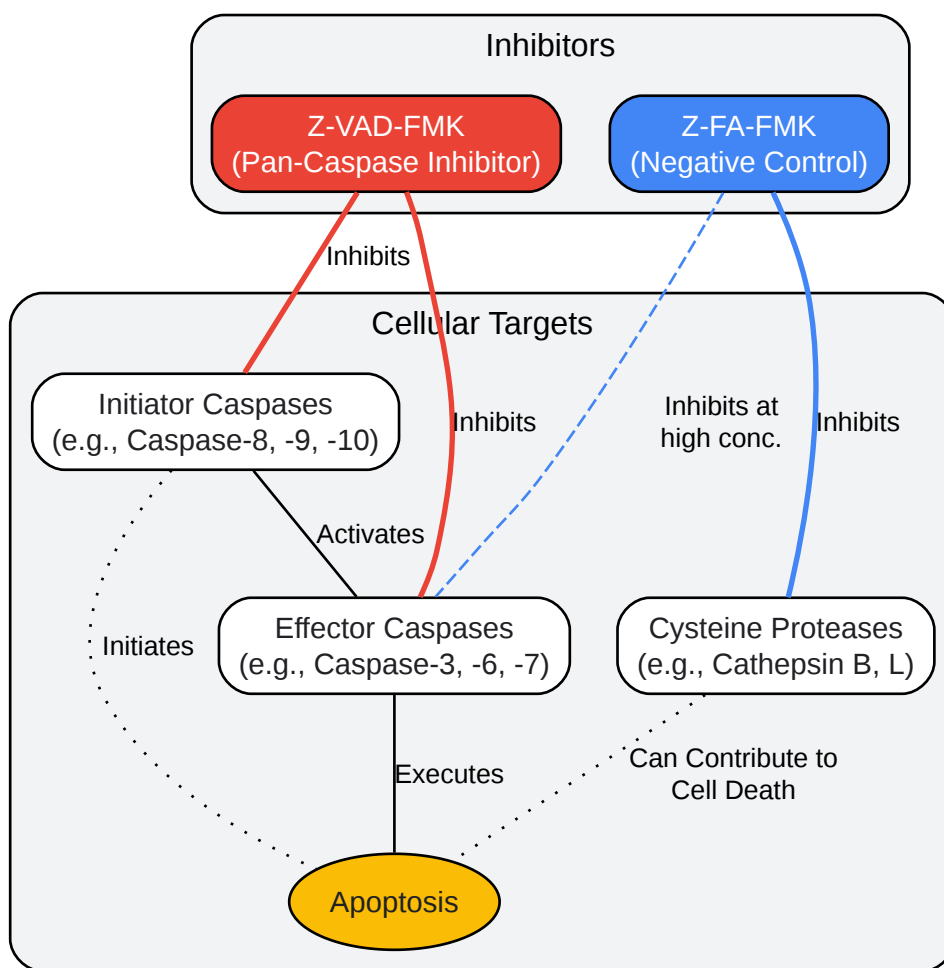 Inhibitors
Z-VAD-FMK
(Pan-Caspase Inhibitor)
Z-FA-FMK
(Negative Control)
Inhibits
Cellular Targets
Initiator Caspases
(e.g., Caspase-8, -9, -10)
Inhibits
Inhibits at
high conc.
Inhibits
Activates
Initiates
Effector Caspases
(e.g., Caspase-3, -6, -7)
Cysteine Proteases
(e.g., Cathepsin B, L)
Executes
Can Contribute to
Cell Death
Apoptosis